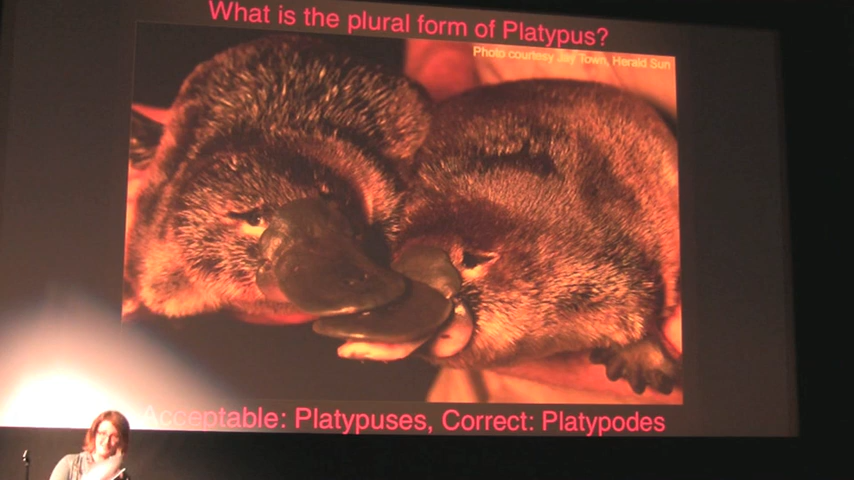 What is the plural form of Platypus?
Photo courtesy Jay Town, Herald Sun
Acceptable: Platypuses, Correct: Platypodes